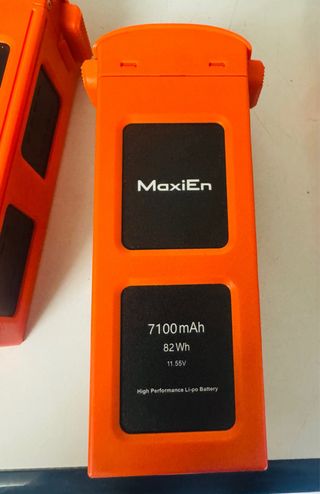 MaxiEn
7100mAh
82Wh
11.55V
High Performance Li-po Battery